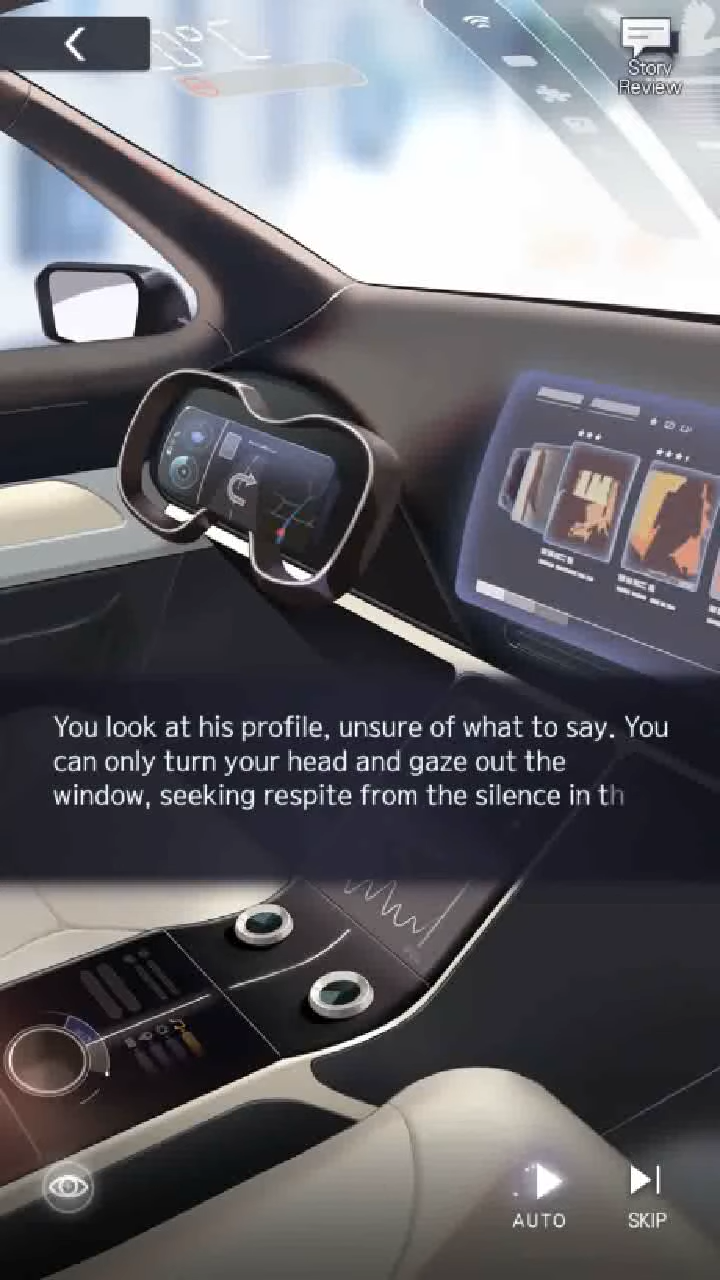 Story
Review
You look at his profile, unsure of what to say. You
can only turn your head and gaze out the
window, seeking respite from the silence in th
AUTO
SKIP